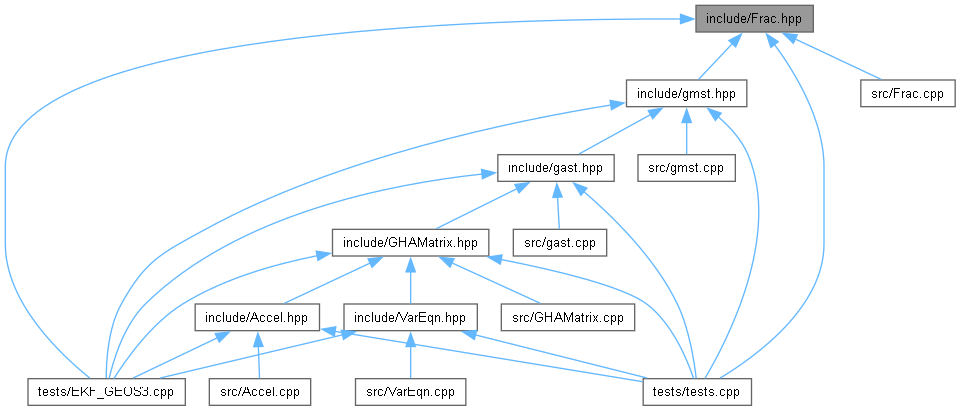 include/Frac.hpp
include/gmst.hpp
src/Frac.cpp
include/gast.hpp
src/gmst.cpp
include/GHAMatrix.hpp
src/gast.cpp
include/Accel.hpp
include/VarEqn.hpp
src/GHAMatrix.cpp
tests/EKF_GEOS3.cpp
src/Accel.cpp
src/VarEqn.cpp
tests/tests.cpp